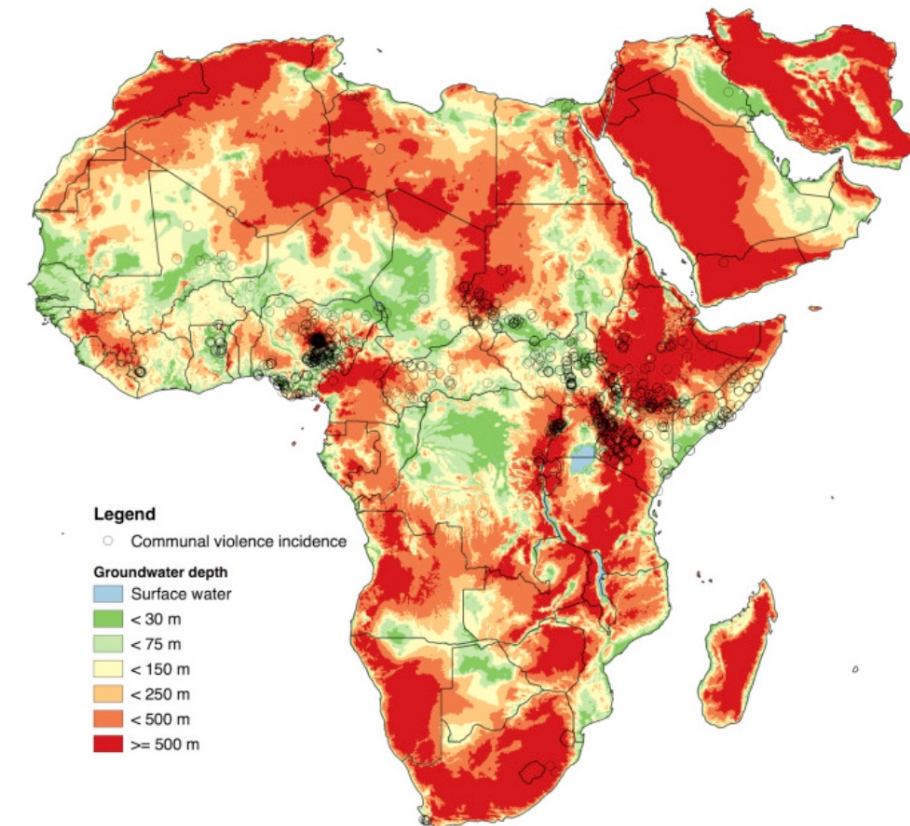 Legend
Communal violence incidence
Groundwater depth
Surface water
< 30 m
< 75 m
< 150 m
< 250 m
< 500 m
>= 500 m